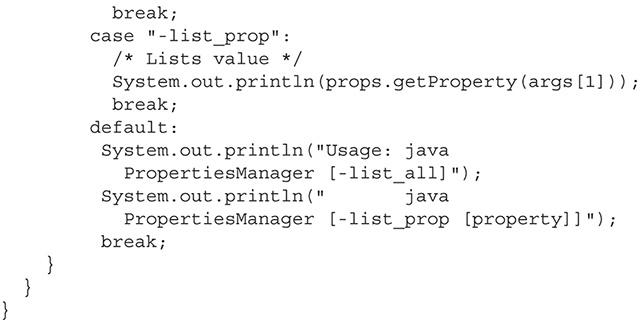 break;
case "-list_prop":
/* Lists value */
System.out.println(props.getProperty(args[1]));
break;
default:
System.out.println("Usage: java
PropertiesManager [-list_all]");
System.out.println("       java
PropertiesManager [-list_prop [property]]");
break;
}
}
}